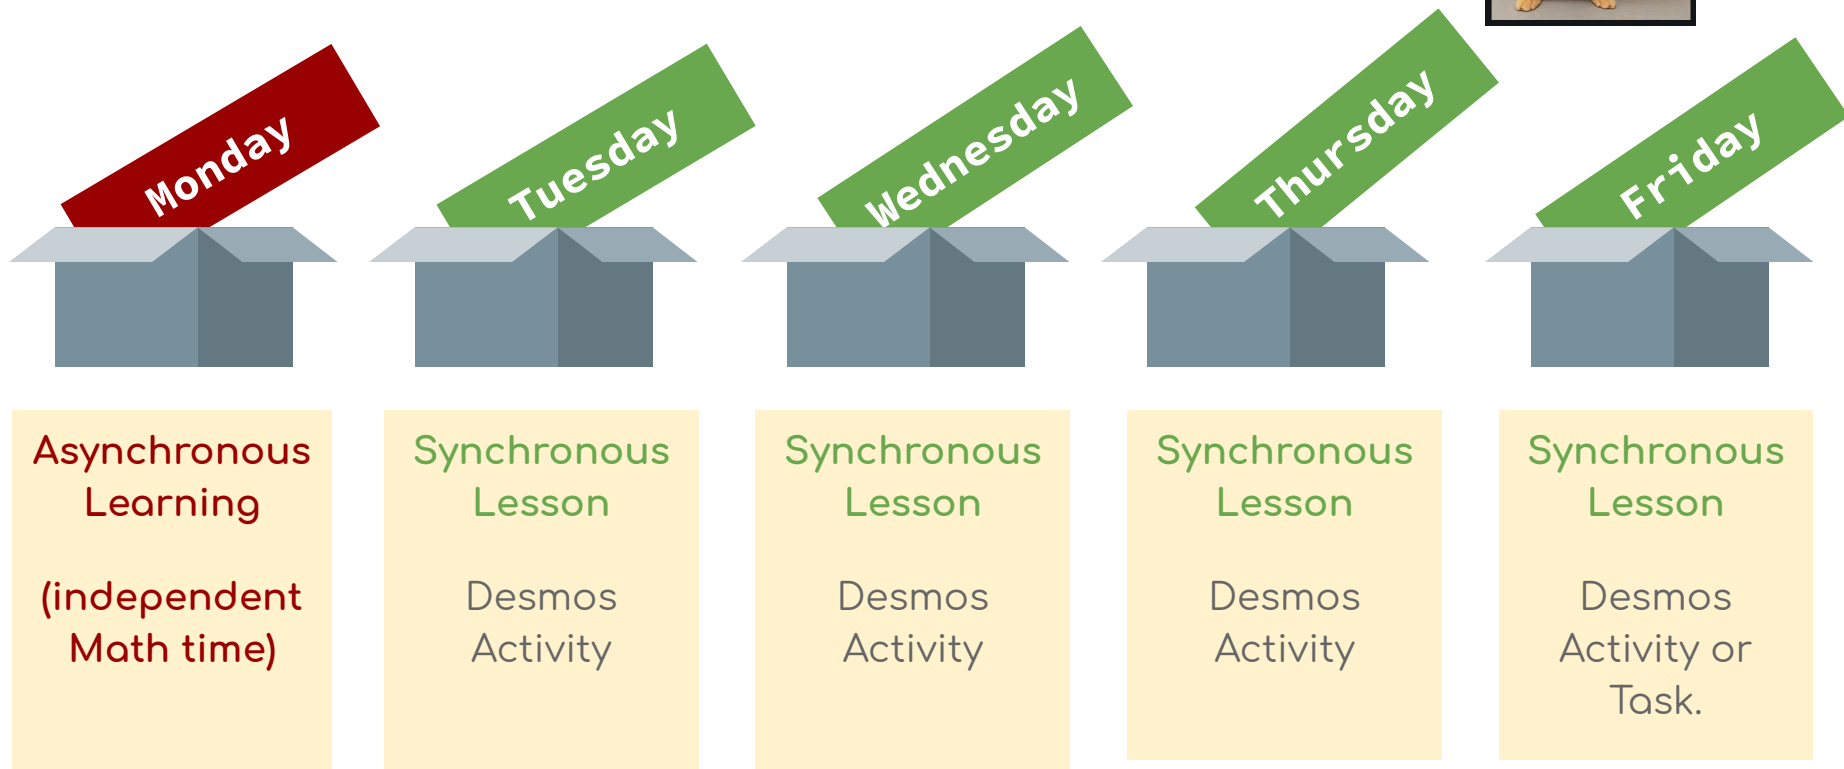 Monday
Tuesday
Wednesday
Thursday
Friday
Asynchronous
Learning
(independent
Math time)
Synchronous
Lesson
Desmos
Activity
Synchronous
Lesson
Desmos
Activity
Synchronous
Lesson
Desmos
Activity
Synchronous
Lesson
Desmos
Activity or
Task.